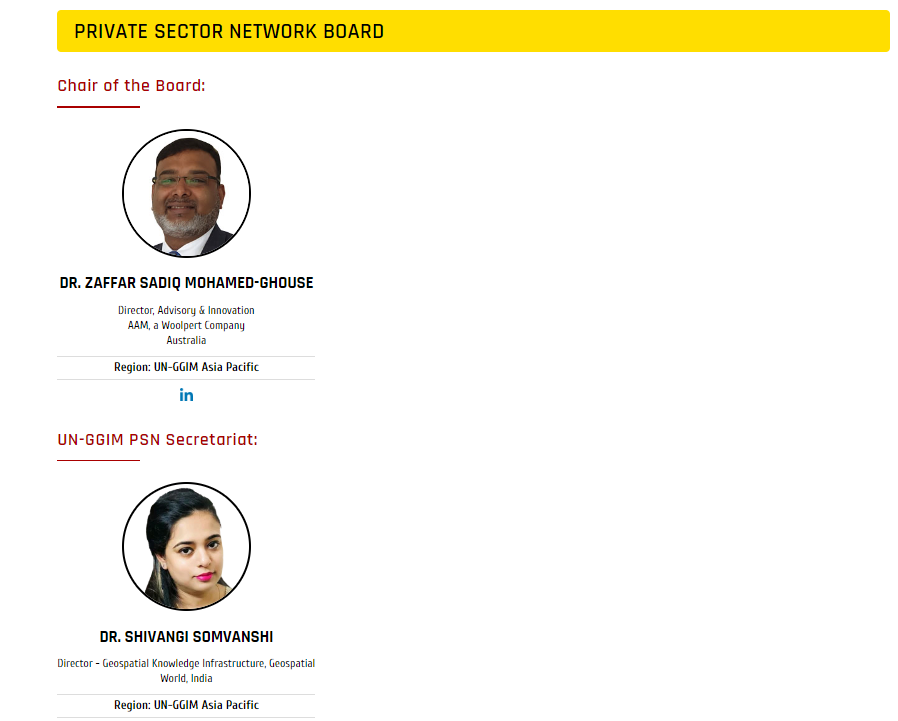 PRIVATE SECTOR NETWORK BOARD
Chair of the Board:
DR. ZAFFAR SADIQ MOHAMED-GHOUSE
Director, Advisory & Innovation
AAM, a Woolpert Company
Australia
Region: UN-GGIM Asia Pacific
in
UN-GGIM PSN Secretariat:
DR. SHIVANGI SOMVANSHI
Director – Geospatial Knowledge Infrastructure, Geospatial
World, India
Region: UN-GGIM Asia Pacific